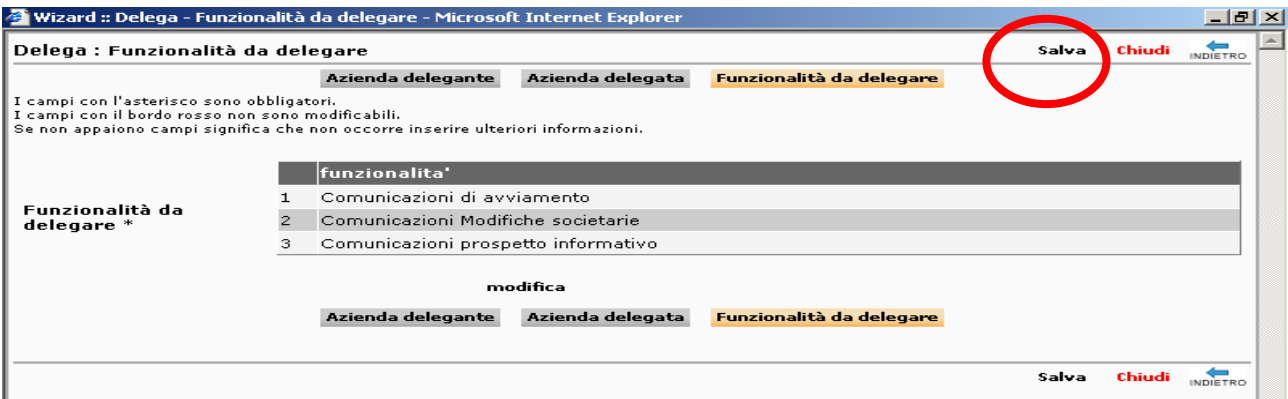 Wizard :: Delega - Funzionalità da delegare - Microsoft Internet Explorer
Delega : Funzionalità da delegare Salva Chiudi INDIETRO
Azienda delegante Azienda delegata Funzionalità da delegare
I campi con l'asterisco sono obbligatori.
I campi con il bordo rosso non sono modificabili.
Se non appaiono campi significa che non occorre inserire ulteriori informazioni.
funzionalita'
1 Comunicazioni di avviamento
Funzionalità da delegare *
2 Comunicazioni Modifiche societarie
3 Comunicazioni prospetto informativo
modifica
Azienda delegante Azienda delegata Funzionalità da delegare
Salva Chiudi INDIETRO